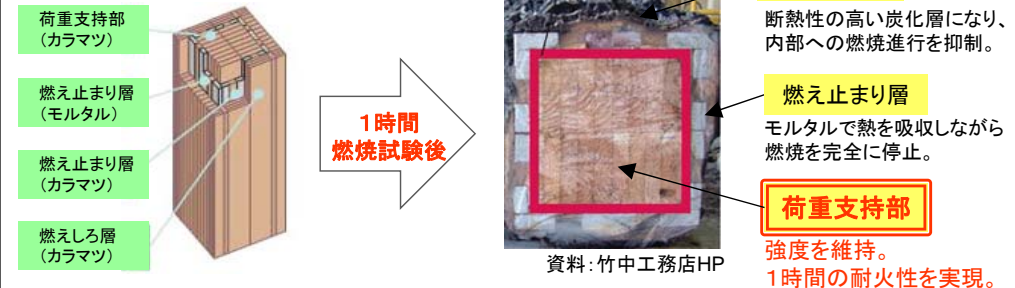 荷重支持部
(カラマツ)
燃え止まり層
(モルタル)
燃え止まり層
(カラマツ)
燃えしろ層
(カラマツ)
1時間
燃焼試験後
断熱性の高い炭化層になり、
内部への燃焼進行を抑制。
燃え止まり層
モルタルで熱を吸収しながら
燃焼を完全に停止。
荷重支持部
強度を維持。
1時間の耐火性を実現。
資料:竹中工務店HP